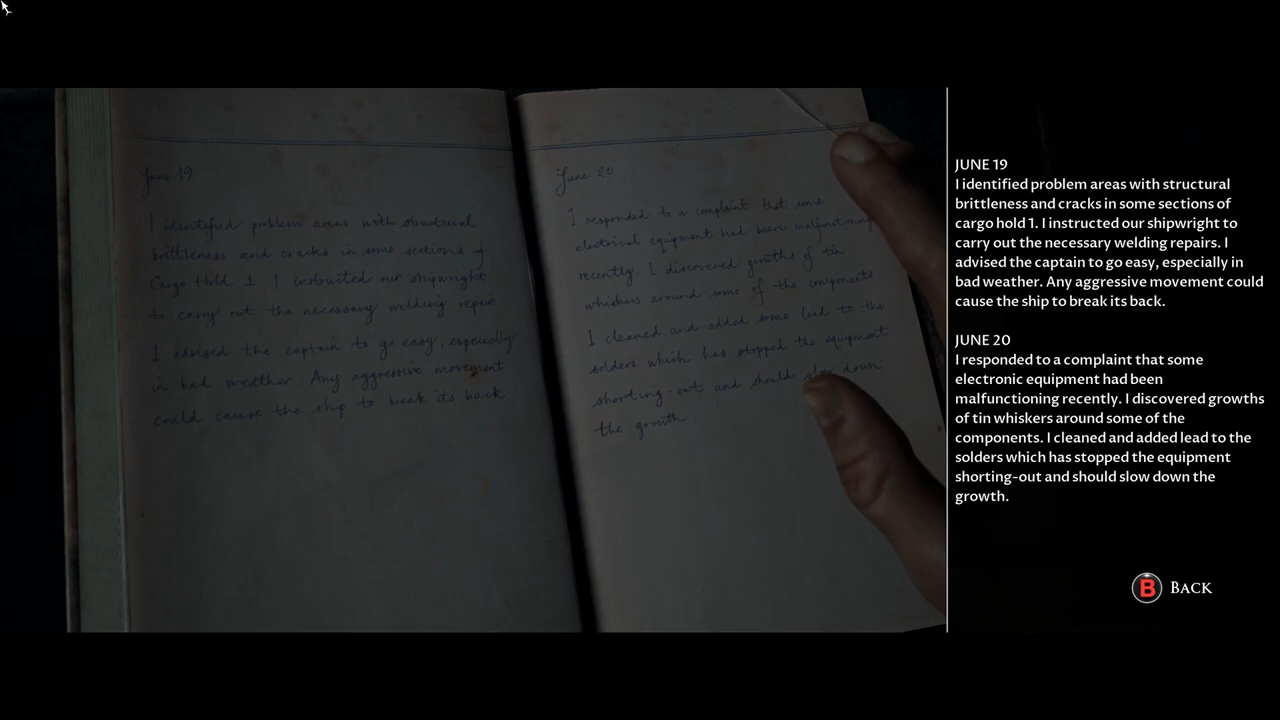 June 19
I identified problem areas with structural
brittleness and cracks in some sections of
Cargo Hold 1. I instructed our shipwright
to carry out the necessary welding repairs
I advised the captain to go easy, especially
in bad weather. Any aggressive movement
could cause the ship to break its back
June 20
I responded to a complaint that some
electrical equipment had been malfunctioning
recently. I discovered growths of tin
whiskers around some of the components
I cleaned and added some lead to the
solders which has stopped the equipment
shorting-out and should slow down
the growth.
JUNE 19
I identified problem areas with structural
brittleness and cracks in some sections of
cargo hold 1. I instructed our shipwright to
carry out the necessary welding repairs. I
advised the captain to go easy, especially in
bad weather. Any aggressive movement could
cause the ship to break its back.
JUNE 20
I responded to a complaint that some
electronic equipment had been
malfunctioning recently. I discovered growths
of tin whiskers around some of the
components. I cleaned and added lead to the
solders which has stopped the equipment
shorting-out and should slow down the
growth.
B BACK